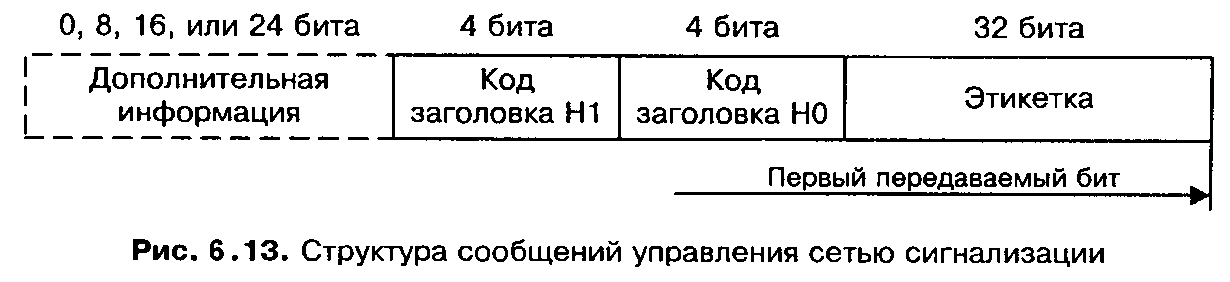 0, 8, 16, или 24 бита 4 бита 4 бита 32 бита
Дополнительная
информация
Код
заголовка Н1
Код
заголовка Н0
Этикетка
Первый передаваемый бит
Рис. 6.13. Структура сообщений управления сетью сигнализации